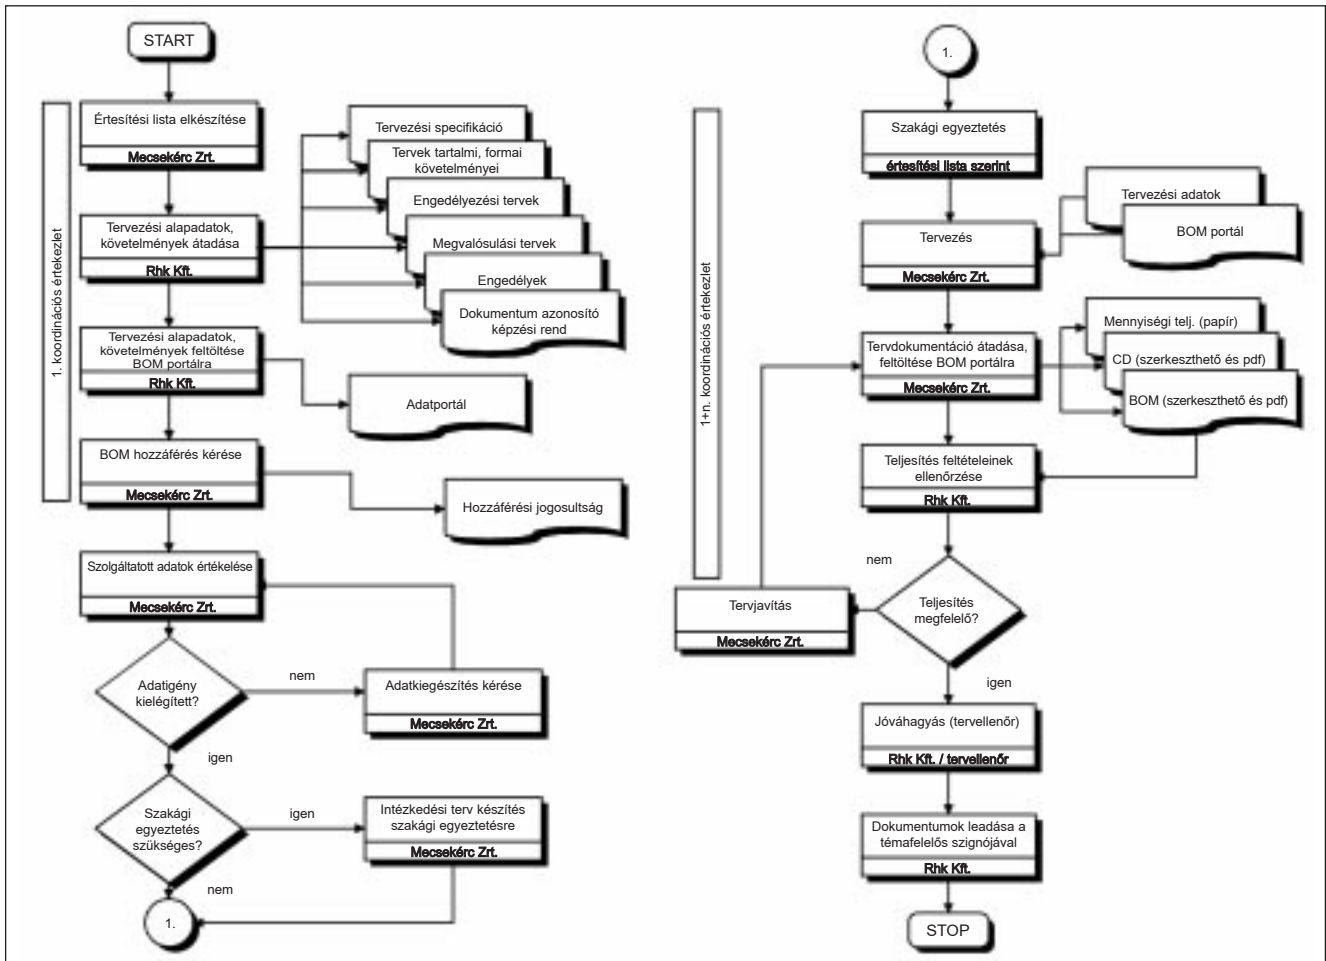 START
1. koordinációs értekezlet
Értesítési lista elkészítése
Mecsekérc Zrt.
Tervezési alapadatok,
követelmények átadása
Rhk Kft.
Tervezési specifikáció
Tervek tartalmi, formai
követelményei
Engedélyezési tervek
Megvalósulási tervek
Engedélyek
Dokumentum azonosító
képzési rend
Tervezési alapadatok,
követelmények feltöltése
BOM portálra
Rhk Kft.
Adatportál
BOM hozzáférés kérése
Mecsekérc Zrt.
Hozzáférési jogosultság
Szolgáltatott adatok értékelése
Mecsekérc Zrt.
Adatigény
kielégített?
nem
Adatkiegészítés kérése
Mecsekérc Zrt.
igen
Szakági
egyeztetés
szükséges?
igen
Intézkedési terv készítés
szakági egyeztetésre
Mecsekérc Zrt.
nem
1.
1.
1+n. koordinációs értekezlet
Szakági egyeztetés
értesítési lista szerint
Tervezés
Mecsekérc Zrt.
Tervezési adatok
BOM portál
Tervdokumentáció átadása,
feltöltése BOM portálra
Mecsekérc Zrt.
Mennyiségi telj. (papír)
CD (szerkeszthető és pdf)
BOM (szerkeszthető és pdf)
Teljesítés feltételeinek
ellenőrzése
Rhk Kft.
nem
Teljesítés
megfelelő?
Tervjavítás
Mecsekérc Zrt.
igen
Jóváhagyás (tervellenőr)
Rhk Kft. / tervellenőr
Dokumentumok leadása a
témafelelős szignójával
Rhk Kft.
STOP